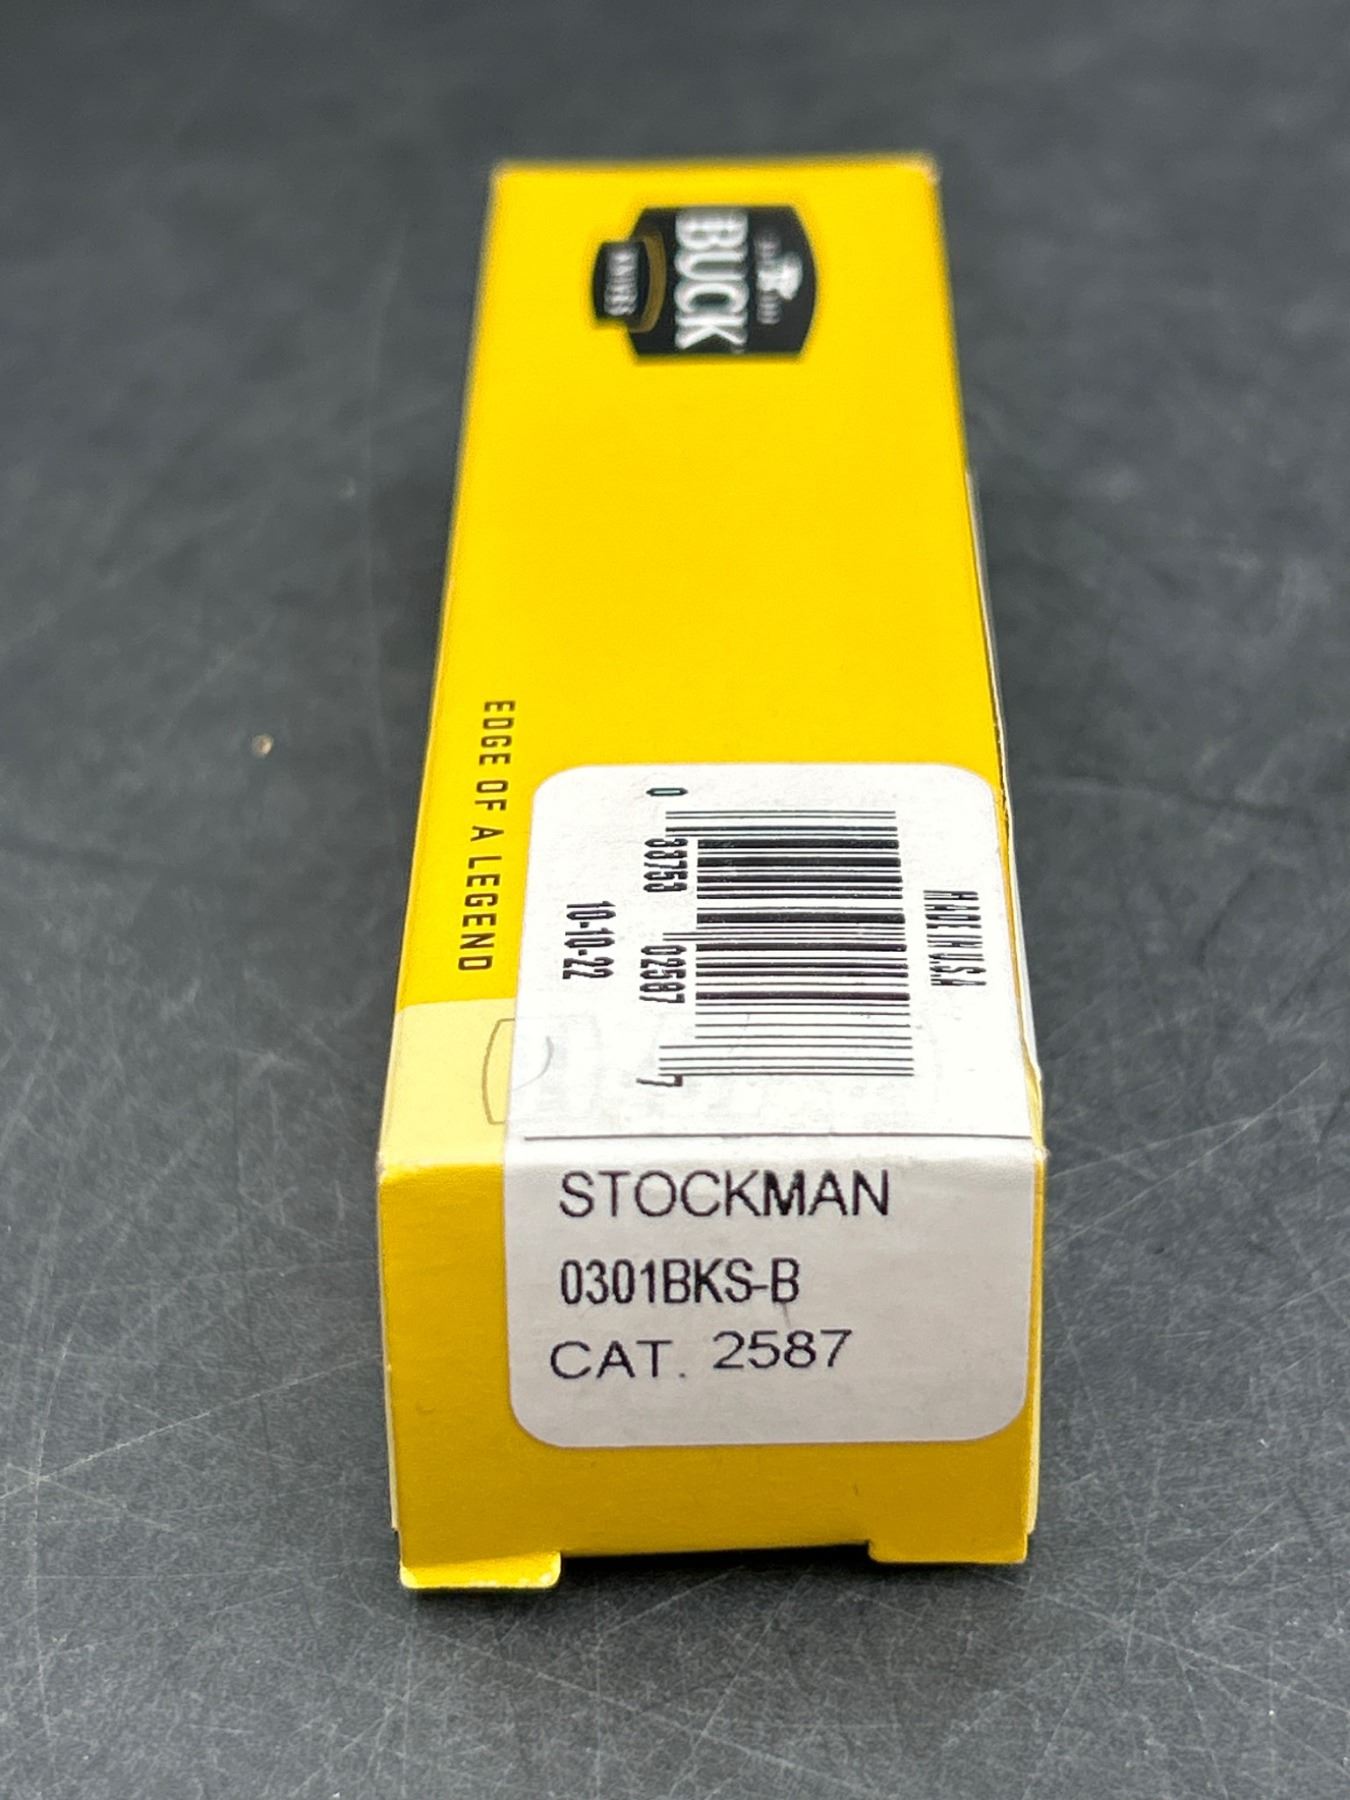 BUCK
KNIVES
EDGE OF A LEGEND
MADE IN U.S.A
0 33753 02587 7
10-10-22
STOCKMAN
0301BKS-B
CAT. 2587